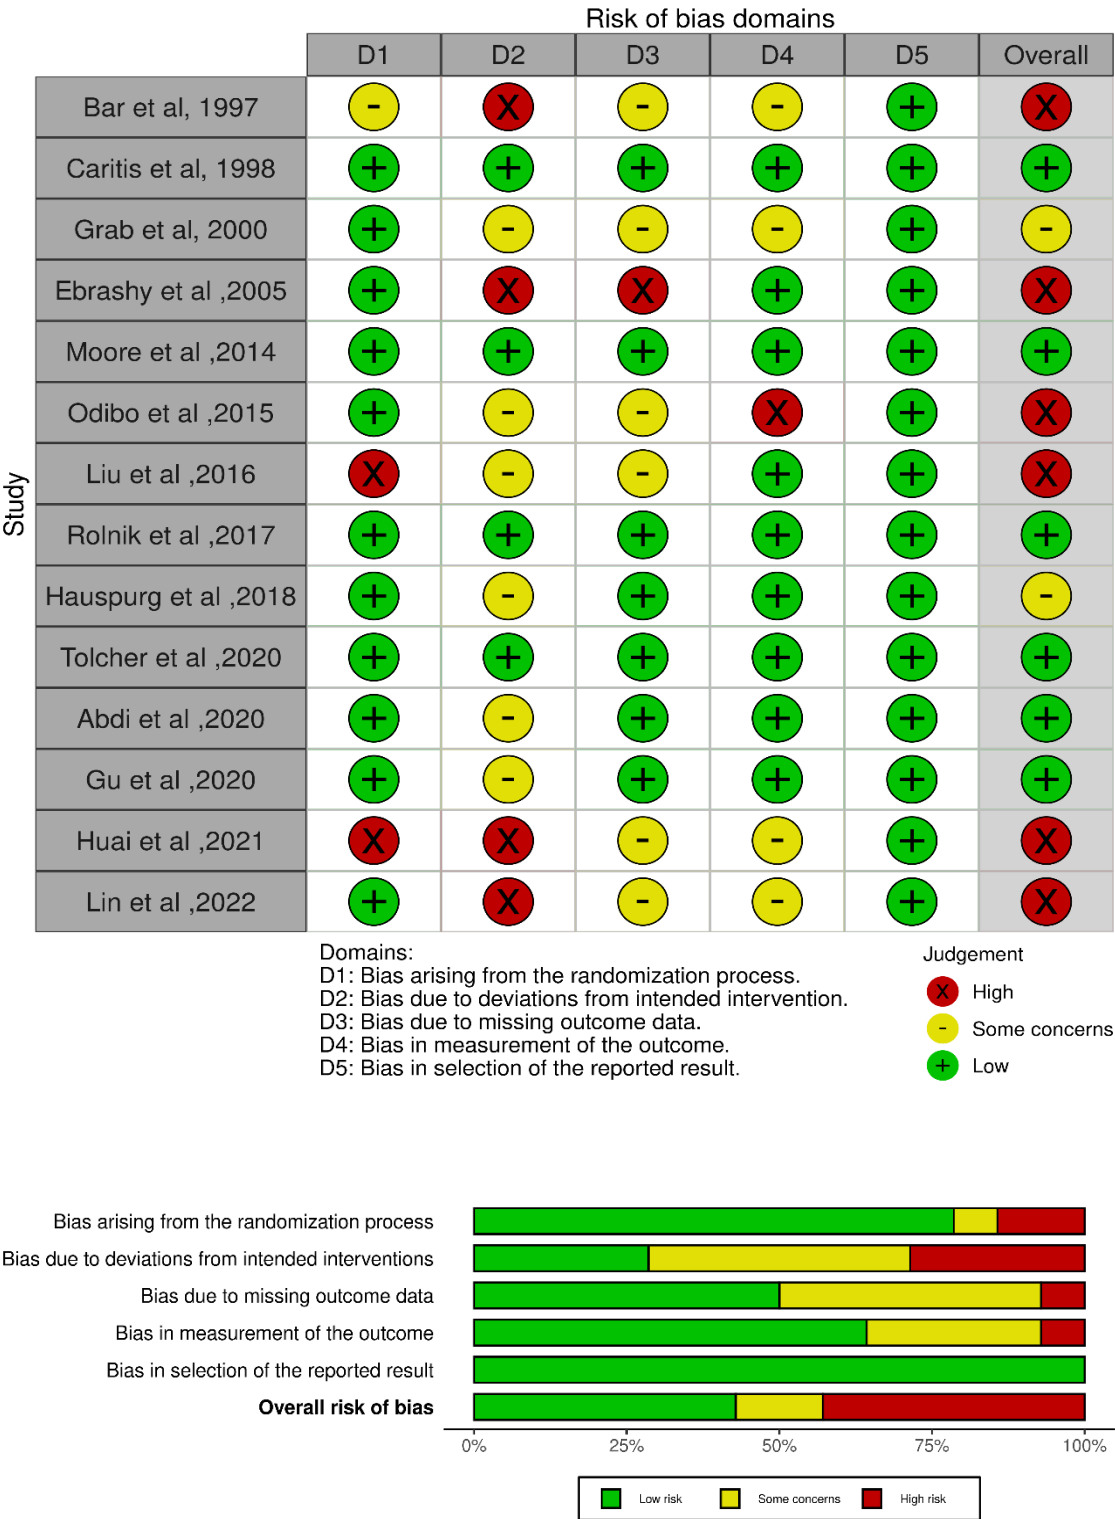 Risk of bias domains
D1 D2 D3 D4 D5 Overall
Study
Bar et al, 1997 - X - - + X
Caritis et al, 1998 + + + + + +
Grab et al, 2000 + - - - + -
Ebrashy et al ,2005 + X X + + X
Moore et al ,2014 + + + + + +
Odibo et al ,2015 + - - X + X
Liu et al ,2016 X - - + + X
Rolnik et al ,2017 + + + + + +
Hauspurg et al ,2018 + - + + + -
Tolcher et al ,2020 + + + + + +
Abdi et al ,2020 + - + + + +
Gu et al ,2020 + - + + + +
Huai et al ,2021 X X - - + X
Lin et al ,2022 + X - - + X
Domains:
D1: Bias arising from the randomization process.
D2: Bias due to deviations from intended intervention.
D3: Bias due to missing outcome data.
D4: Bias in measurement of the outcome.
D5: Bias in selection of the reported result.
Judgement
X High
- Some concerns
+ Low
Bias arising from the randomization process
Bias due to deviations from intended interventions
Bias due to missing outcome data
Bias in measurement of the outcome
Bias in selection of the reported result
Overall risk of bias
0% 25% 50% 75% 100%
Low risk Some concerns High risk